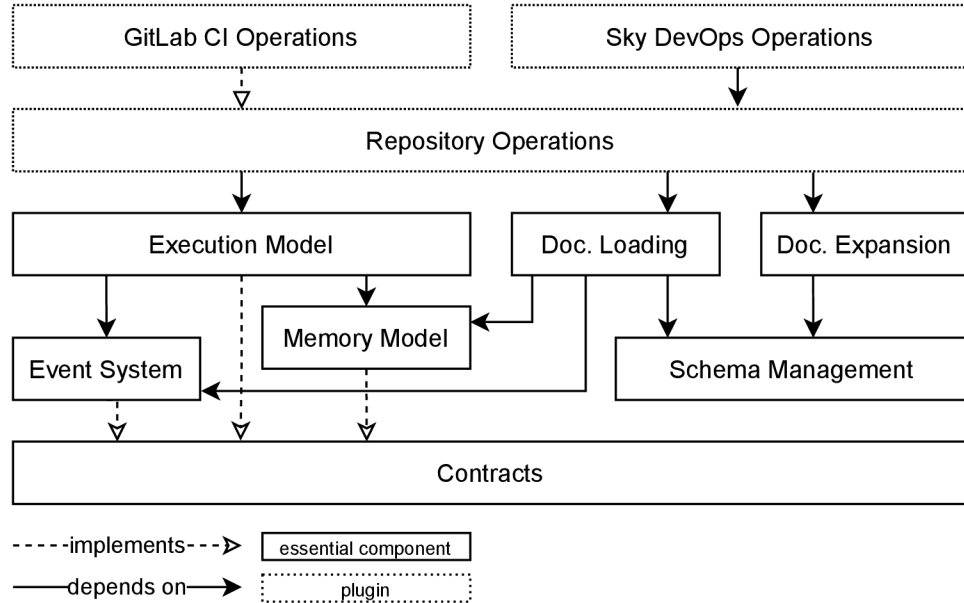 GitLab CI Operations
Sky DevOps Operations
Repository Operations
Execution Model
Doc. Loading
Doc. Expansion
Memory Model
Event System
Schema Management
Contracts
implements
essential component
depends on
plugin